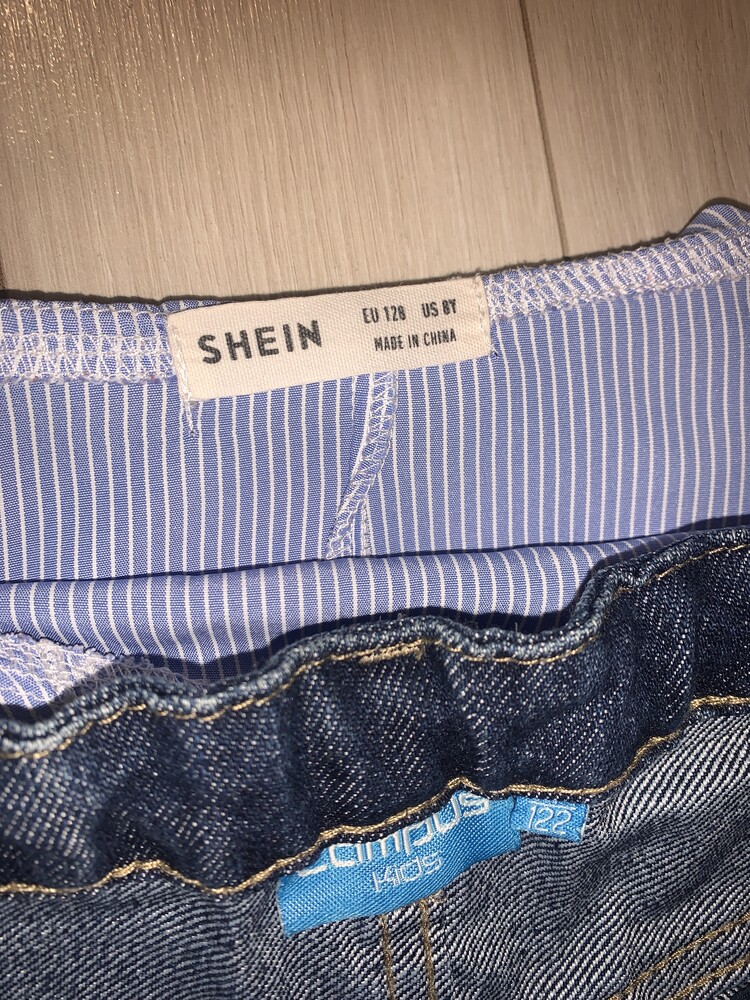 SHEIN
EU 128 US 8Y
MADE IN CHINA
campus
Kids
122